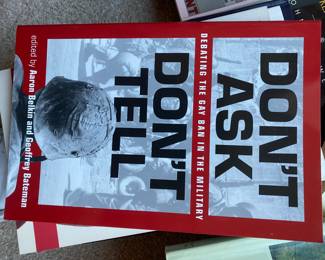 DON'T
ASK
DEBATING THE GAY BAN IN THE MILITARY
DON'T
TELL
edited by Aaron Belkin and Geoffrey Bateman